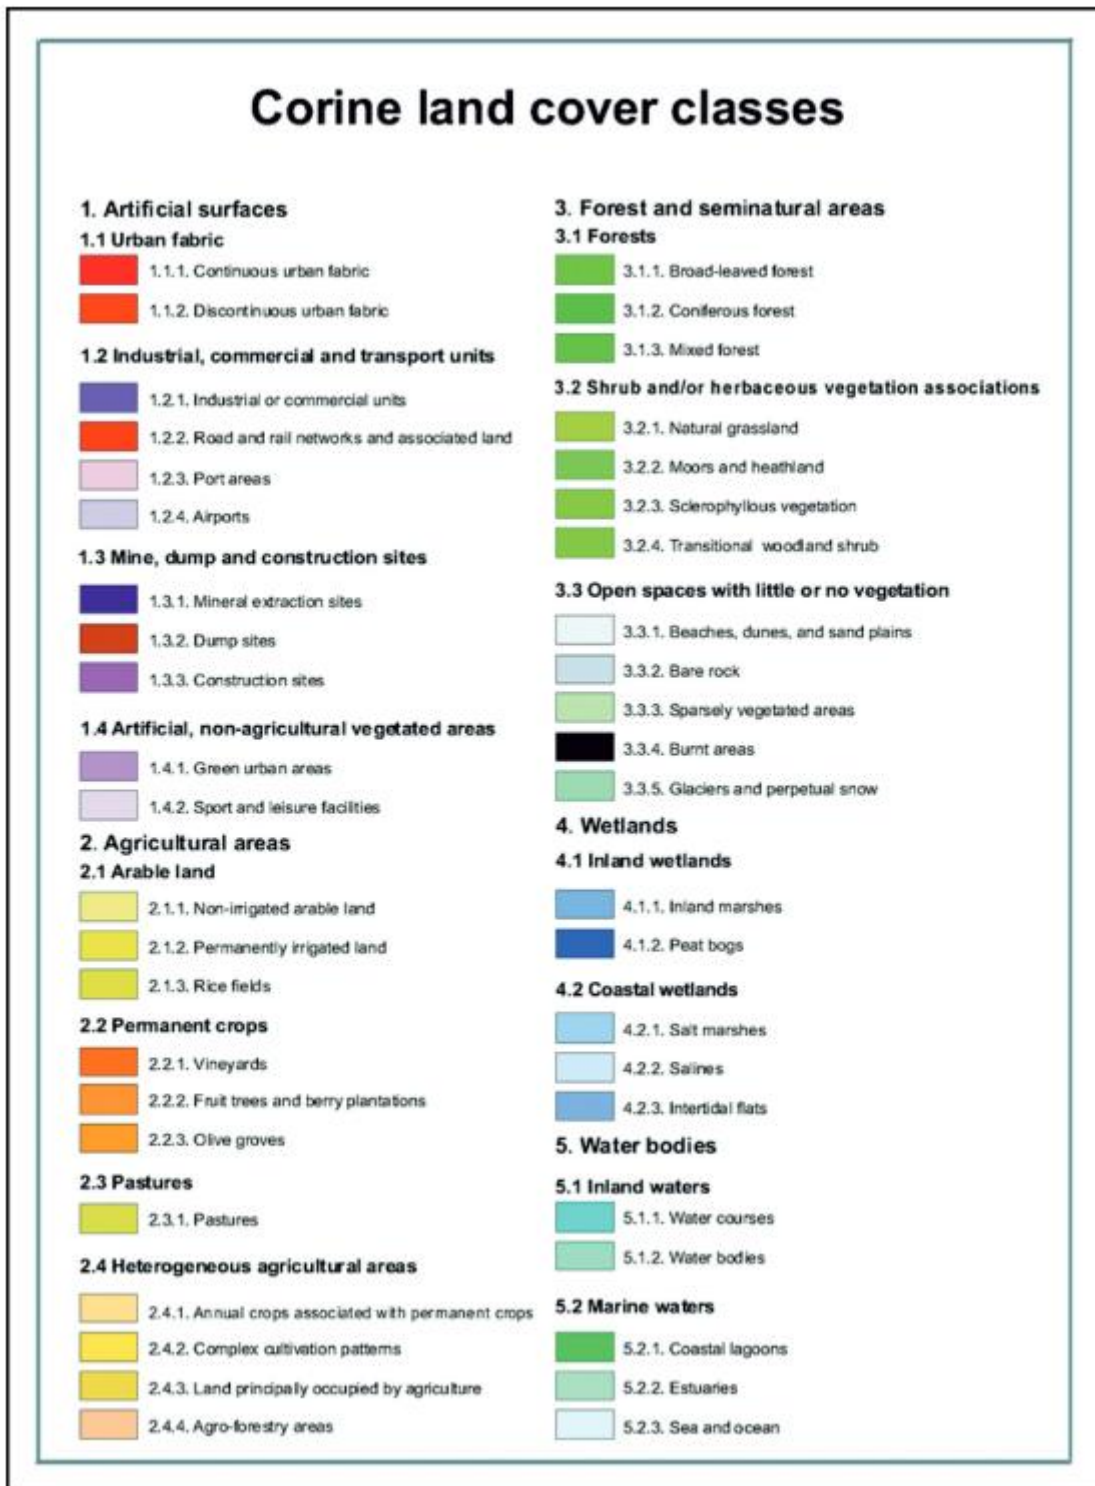 Corine land cover classes
1. Artificial surfaces
1.1 Urban fabric
1.1.1. Continuous urban fabric
1.1.2. Discontinuous urban fabric
1.2 Industrial, commercial and transport units
1.2.1. Industrial or commercial units
1.2.2. Road and rail networks and associated land
1.2.3. Port areas
1.2.4. Airports
1.3 Mine, dump and construction sites
1.3.1. Mineral extraction sites
1.3.2. Dump sites
1.3.3. Construction sites
1.4 Artificial, non-agricultural vegetated areas
1.4.1. Green urban areas
1.4.2. Sport and leisure facilities
2. Agricultural areas
2.1 Arable land
2.1.1. Non-irrigated arable land
2.1.2. Permanently irrigated land
2.1.3. Rice fields
2.2 Permanent crops
2.2.1. Vineyards
2.2.2. Fruit trees and berry plantations
2.2.3. Olive groves
2.3 Pastures
2.3.1. Pastures
2.4 Heterogeneous agricultural areas
2.4.1. Annual crops associated with permanent crops
2.4.2. Complex cultivation patterns
2.4.3. Land principally occupied by agriculture
2.4.4. Agro-forestry areas
3. Forest and seminatural areas
3.1 Forests
3.1.1. Broad-leaved forest
3.1.2. Coniferous forest
3.1.3. Mixed forest
3.2 Shrub and/or herbaceous vegetation associations
3.2.1. Natural grassland
3.2.2. Moors and heathland
3.2.3. Sclerophyllous vegetation
3.2.4. Transitional woodland shrub
3.3 Open spaces with little or no vegetation
3.3.1. Beaches, dunes, and sand plains
3.3.2. Bare rock
3.3.3. Sparsely vegetated areas
3.3.4. Burnt areas
3.3.5. Glaciers and perpetual snow
4. Wetlands
4.1 Inland wetlands
4.1.1. Inland marshes
4.1.2. Peat bogs
4.2 Coastal wetlands
4.2.1. Salt marshes
4.2.2. Salines
4.2.3. Intertidal flats
5. Water bodies
5.1 Inland waters
5.1.1. Water courses
5.1.2. Water bodies
5.2 Marine waters
5.2.1. Coastal lagoons
5.2.2. Estuaries
5.2.3. Sea and ocean